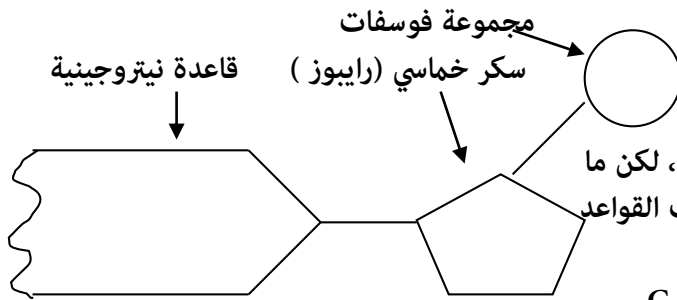 مجموعة فوسفات
سكر خماسي (رايبوز )
قاعدة نيتروجينية
، لكن ما
القواعد